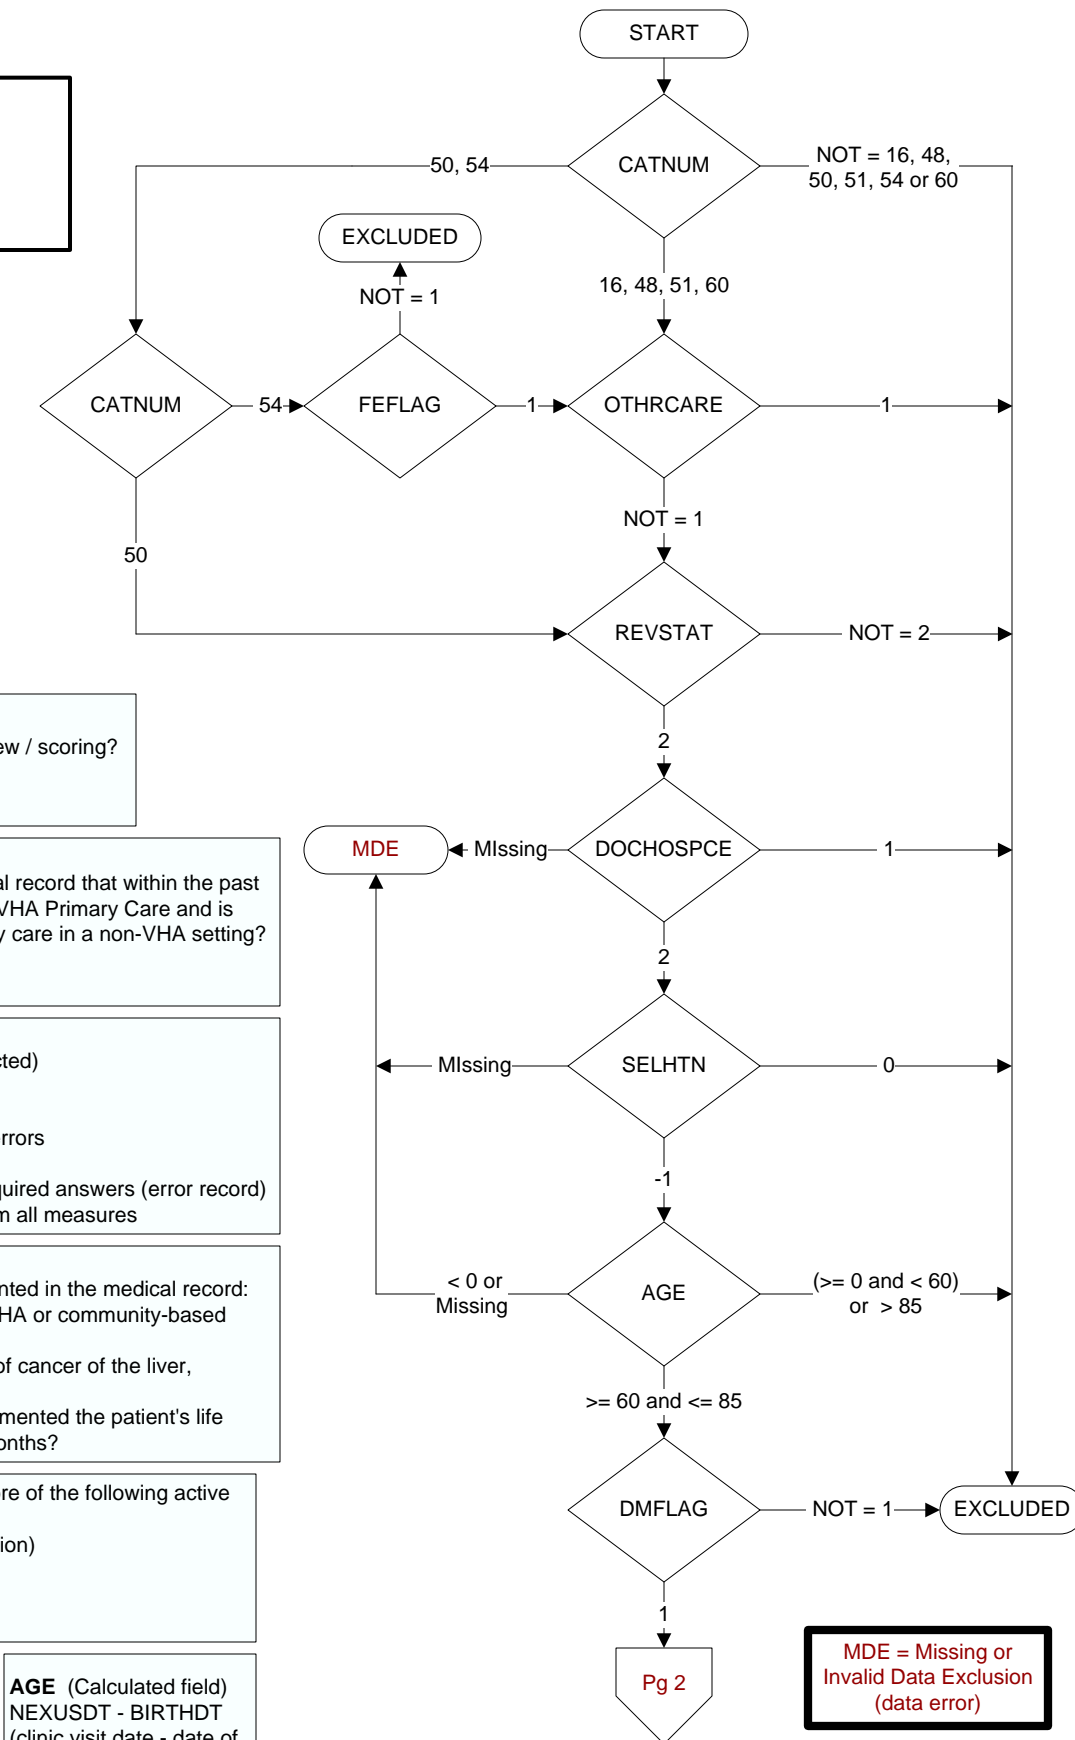 START
CATNUM
50, 54
NOT = 16, 48,
50, 51, 54 or 60
EXCLUDED
NOT = 1
16, 48, 51, 60
CATNUM
54
FEFLAG
1
OTHRCARE
1
NOT = 1
50
REVSTAT
NOT = 2
2
ew / scoring?
MDE
MIssing
DOCHOSPCE
1
al record that within the past
VHA Primary Care and is
y care in a non-VHA setting?
2
cted)
rrors
quired answers (error record)
m all measures
MIssing
SELHTN
0
-1
nted in the medical record:
HA or community-based
of cancer of the liver,
mented the patient's life
onths?
< 0 or
Missing
AGE
(>= 0 and < 60)
or > 85
>= 60 and <= 85
ore of the following active
ion)
DMFLAG
NOT = 1
EXCLUDED
1
Pg 2
AGE (Calculated field)
NEXUSDT - BIRTHDT
(clinic visit date - date of
MDE = Missing or
Invalid Data Exclusion
(data error)